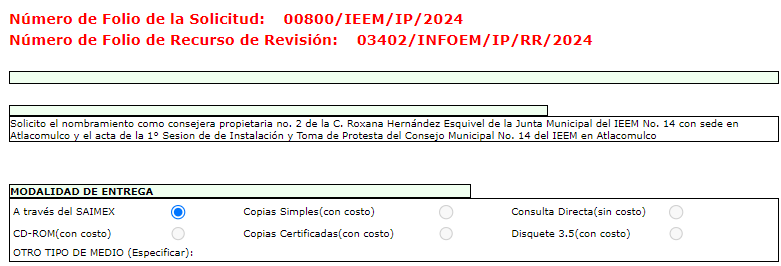 Número de Folio de la Solicitud: 00800/IEEM/IP/2024
Número de Folio de Recurso de Revisión: 03402/INFOEM/IP/RR/2024
Solicito el nombramiento como consejera propietaria no. 2 de la C. Roxana Hernández Esquivel de la Junta Municipal del IEEM No. 14 con sede en
Atlacomulco y el acta de la 1° Sesion de de Instalación y Toma de Protesta del Consejo Municipal No. 14 del IEEM en Atlacomulco
MODALIDAD DE ENTREGA
A través del SAIMEX Copias Simples(con costo) Consulta Directa(sin costo)
CD-ROM(con costo) Copias Certificadas(con costo) Disquete 3.5(con costo)
OTRO TIPO DE MEDIO (Especificar):